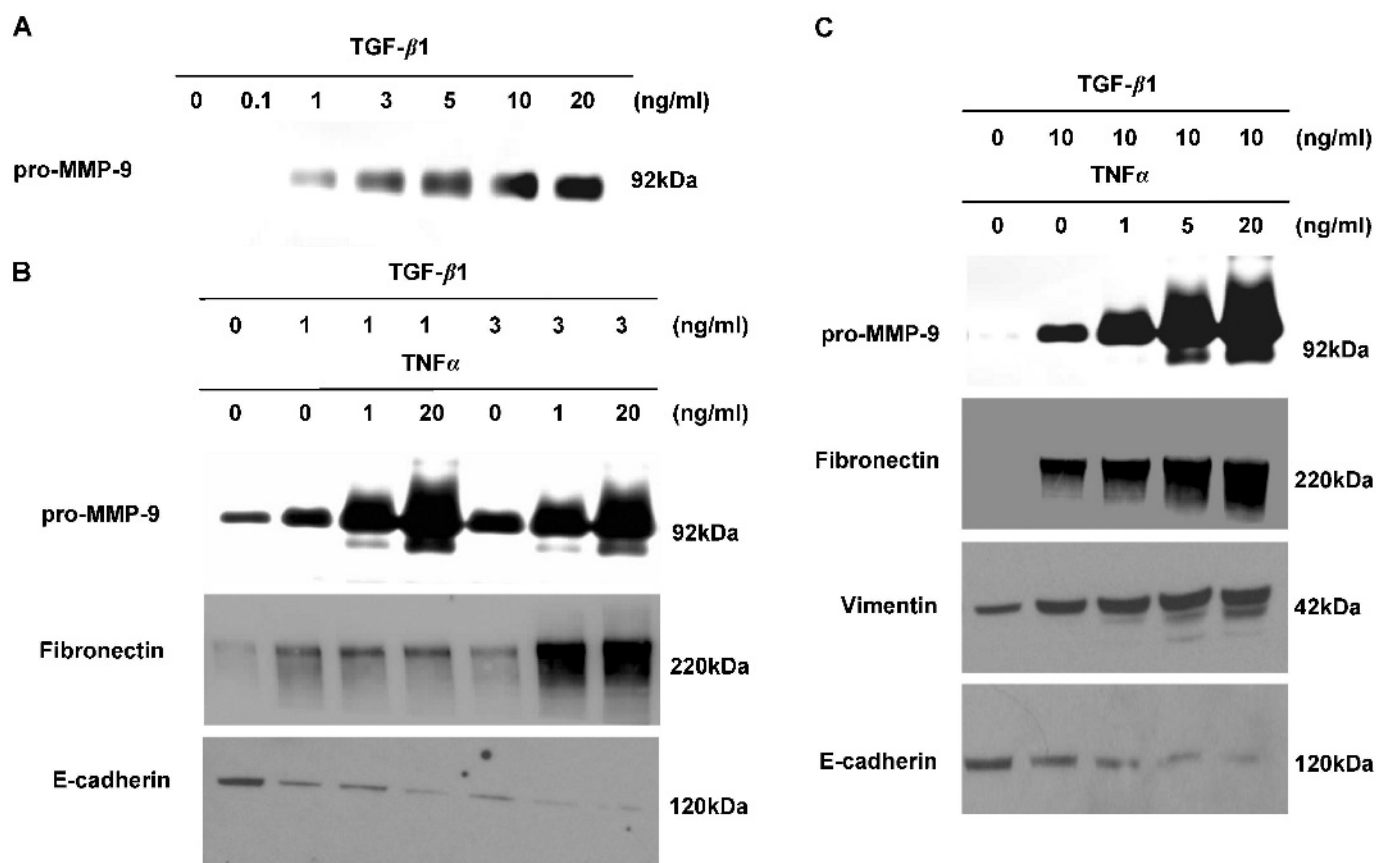 A
TGF-β1
0 0.1 1 3 5 10 20 (ng/ml)
pro-MMP-9 92kDa
B
TGF-β1
0 1 1 1 3 3 3 (ng/ml)
TNFα
0 0 1 20 0 1 20 (ng/ml)
pro-MMP-9 92kDa
Fibronectin 220kDa
E-cadherin 120kDa
C
TGF-β1
0 10 10 10 10 (ng/ml)
TNFα
0 0 1 5 20 (ng/ml)
pro-MMP-9 92kDa
Fibronectin 220kDa
Vimentin 42kDa
E-cadherin 120kDa